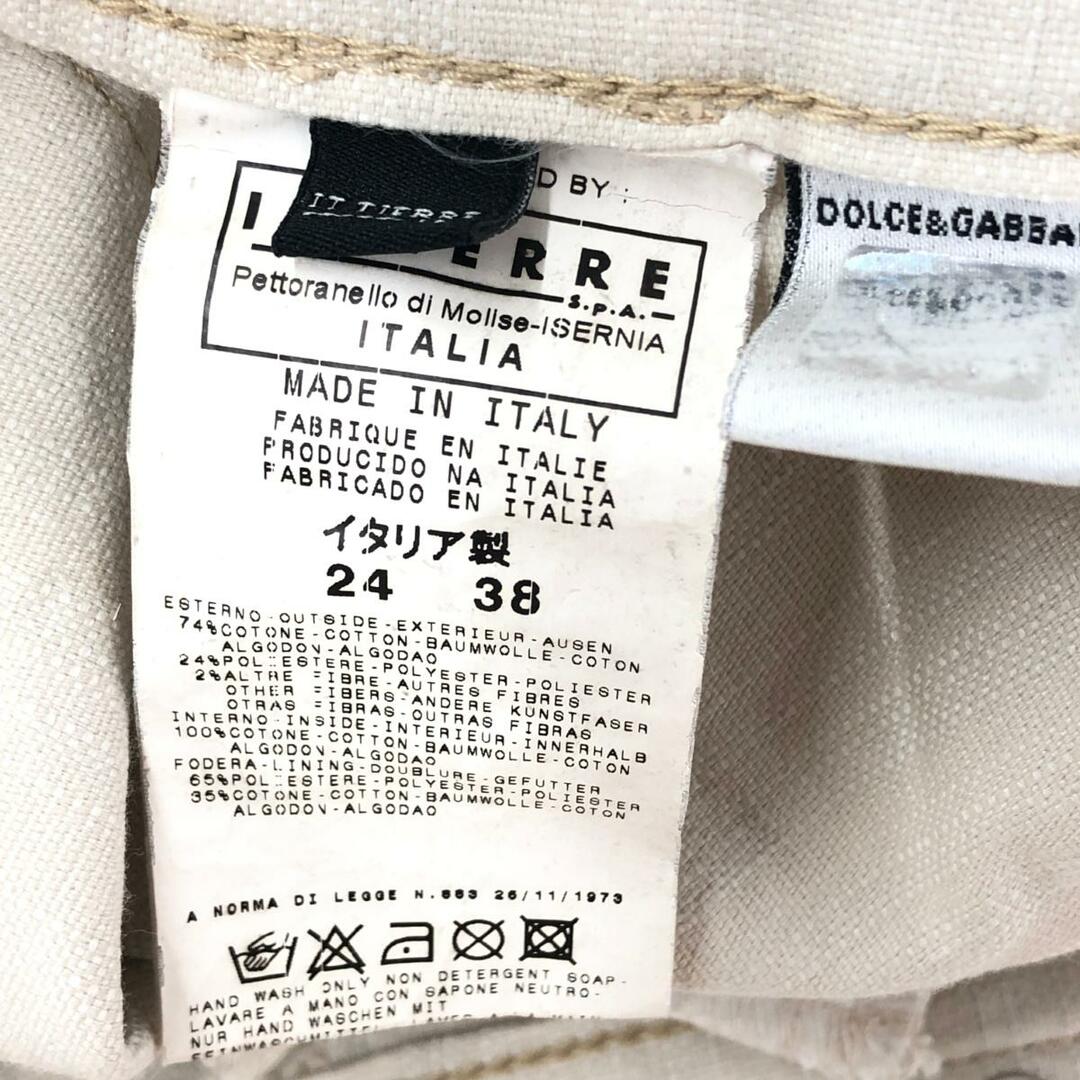 D BY :
IT TIERRE
I ERRE
S.p.A.
Pettoranello di Molise-ISERNIA
ITALIA
MADE IN ITALY
FABRIQUE EN ITALIE
PRODUCIDO NA ITALIA
FABRICADO EN ITALIA
イタリア製
24 38
ESTERNO-OUTSIDE-EXTERIEUR-AUSEN
74%COTONE-COTTON-BAUMWOLLE-COTON
ALGODON-ALGODAO
24%POLIESTERE-POLYESTER-POLIESTER
2%ALTRE FIBRE-AUTRES FIBRES
OTHER FIBERS-ANDERE KUNSTFASER
OTRAS FIBRAS-OUTRAS FIBRAS
INTERNO-INSIDE-INTERIEUR-INNERHALB
100%COTONE-COTTON-BAUMWOLLE-COTON
ALGODON-ALGODAO
FODERA-LINING-DOUBLURE-GEFUTTER
65%POLIESTERE-POLYESTER-POLIESTER
35%COTONE-COTTON-BAUMWOLLE-COTON
ALGODON-ALGODAO
A NORMA DI LEGGE N.883 26/11/1973
HAND WASH ONLY NON DETERGENT SOAP-
LAVARE A MANO CON SAPONE NEUTRO-
NUR HAND WASCHEN MIT
DOLCE&GABBA